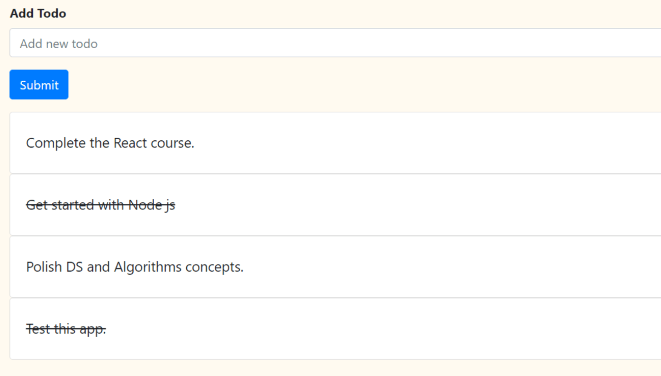 Add Todo
Add new todo
Submit
Complete the React course.
Get started with Node js
Polish DS and Algorithms concepts.
Test this app.